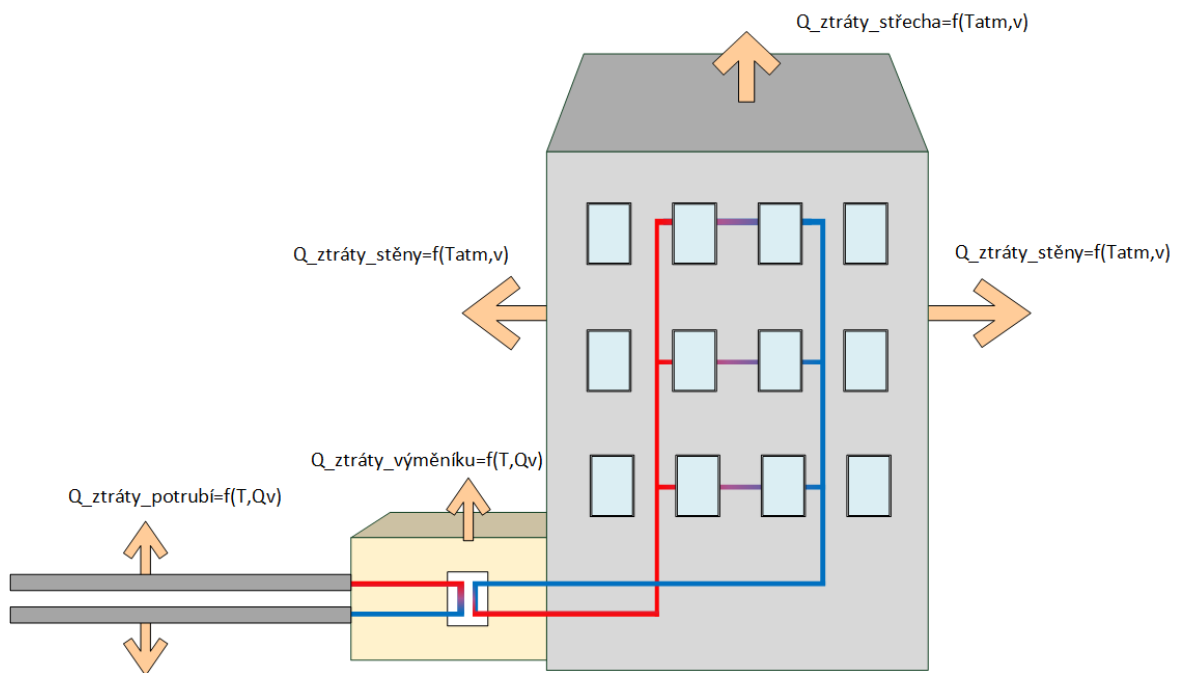 Q_ztráty_střecha=f(Tatm,v)
Q_ztráty_stěny=f(Tatm,v)
Q_ztráty_stěny=f(Tatm,v)
Q_ztráty_výměníku=f(T,Qv)
Q_ztráty_potrubí=f(T,Qv)